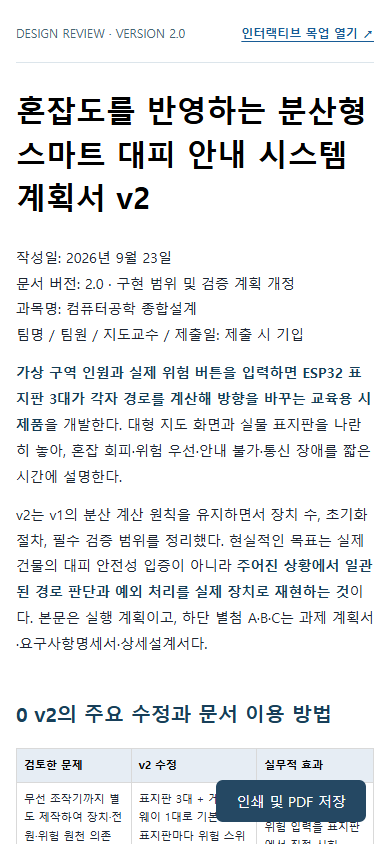 DESIGN REVIEW · VERSION 2.0 인터랙티브 목업 열기 ↗
혼잡도를 반영하는 분산형
스마트 대피 안내 시스템
계획서 v2
작성일: 2026년 9월 23일
문서 버전: 2.0 · 구현 범위 및 검증 계획 개정
과목명: 컴퓨터공학 종합설계
팀명 / 팀원 / 지도교수 / 제출일: 제출 시 기입
가상 구역 인원과 실제 위험 버튼을 입력하면 ESP32 표
지판 3대가 각자 경로를 계산해 방향을 바꾸는 교육용 시
제품을 개발한다. 대형 지도 화면과 실물 표지판을 나란
히 놓아, 혼잡 회피·위험 우선·안내 불가·통신 장애를 짧은
시간에 설명한다.
v2는 v1의 분산 계산 원칙을 유지하면서 장치 수, 초기화
절차, 필수 검증 범위를 정리했다. 현실적인 목표는 실제
건물의 대피 안전성 입증이 아니라 주어진 상황에서 일관
된 경로 판단과 예외 처리를 실제 장치로 재현하는 것이
다. 본문은 실행 계획이고, 하단 별첨 A·B·C는 과제 계획서
·요구사항명세서·상세설계서다.
0 v2의 주요 수정과 문서 이용 방법
검토한 문제 v2 수정 실무적 효과
무선 조작기까지 별
도 제작하여 장치·전
원·위험 원천 의존
표지판 3대 +
웨이 1대로 기본
표지판마다 위험 스위
인쇄 및 PDF 저장
위험 입력을 표지판